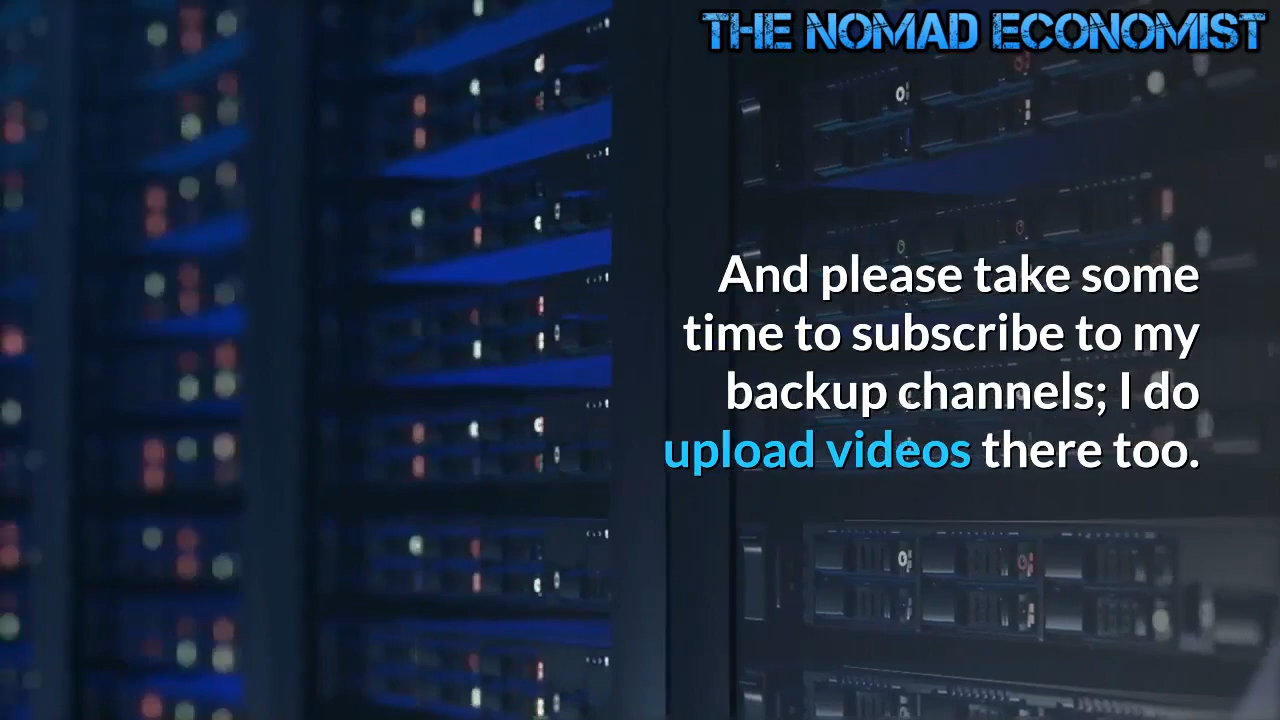 THE NOMAD ECONOMIST
And please take some
time to subscribe to my
backup channels; I do
upload videos there too.